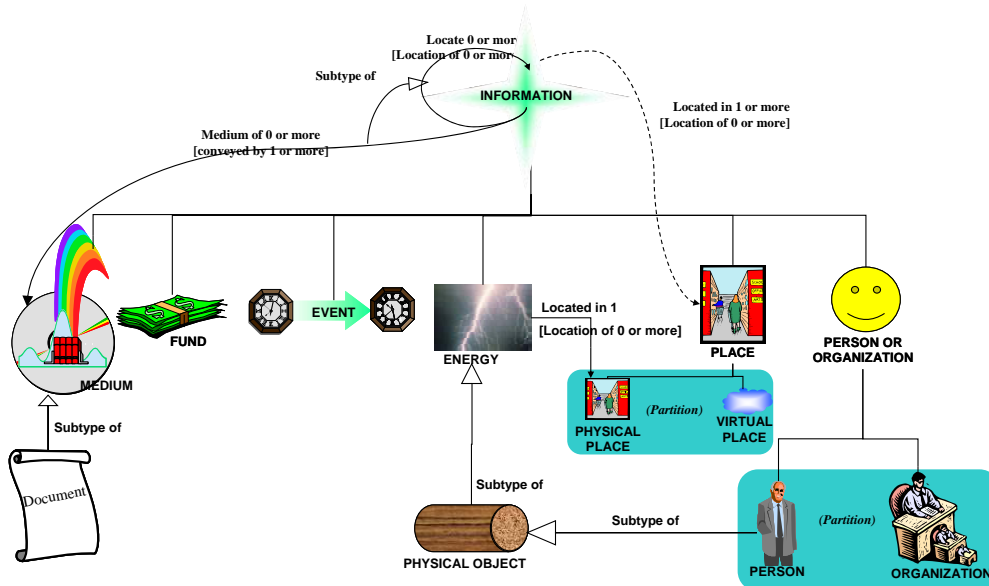 Locate 0 or mor
[Location of 0 or mor
Subtype of
INFORMATION
Located in 1 or more
[Location of 0 or more]
Medium of 0 or more
[conveyed by 1 or more]
EVENT
Located in 1
[Location of 0 or more]
FUND
ENERGY
PLACE
PERSON OR
ORGANIZATION
MEDIUM
Subtype of
(Partition)
PHYSICAL
PLACE
VIRTUAL
PLACE
Document
Subtype of
Subtype of
(Partition)
PHYSICAL OBJECT
PERSON
ORGANIZATION